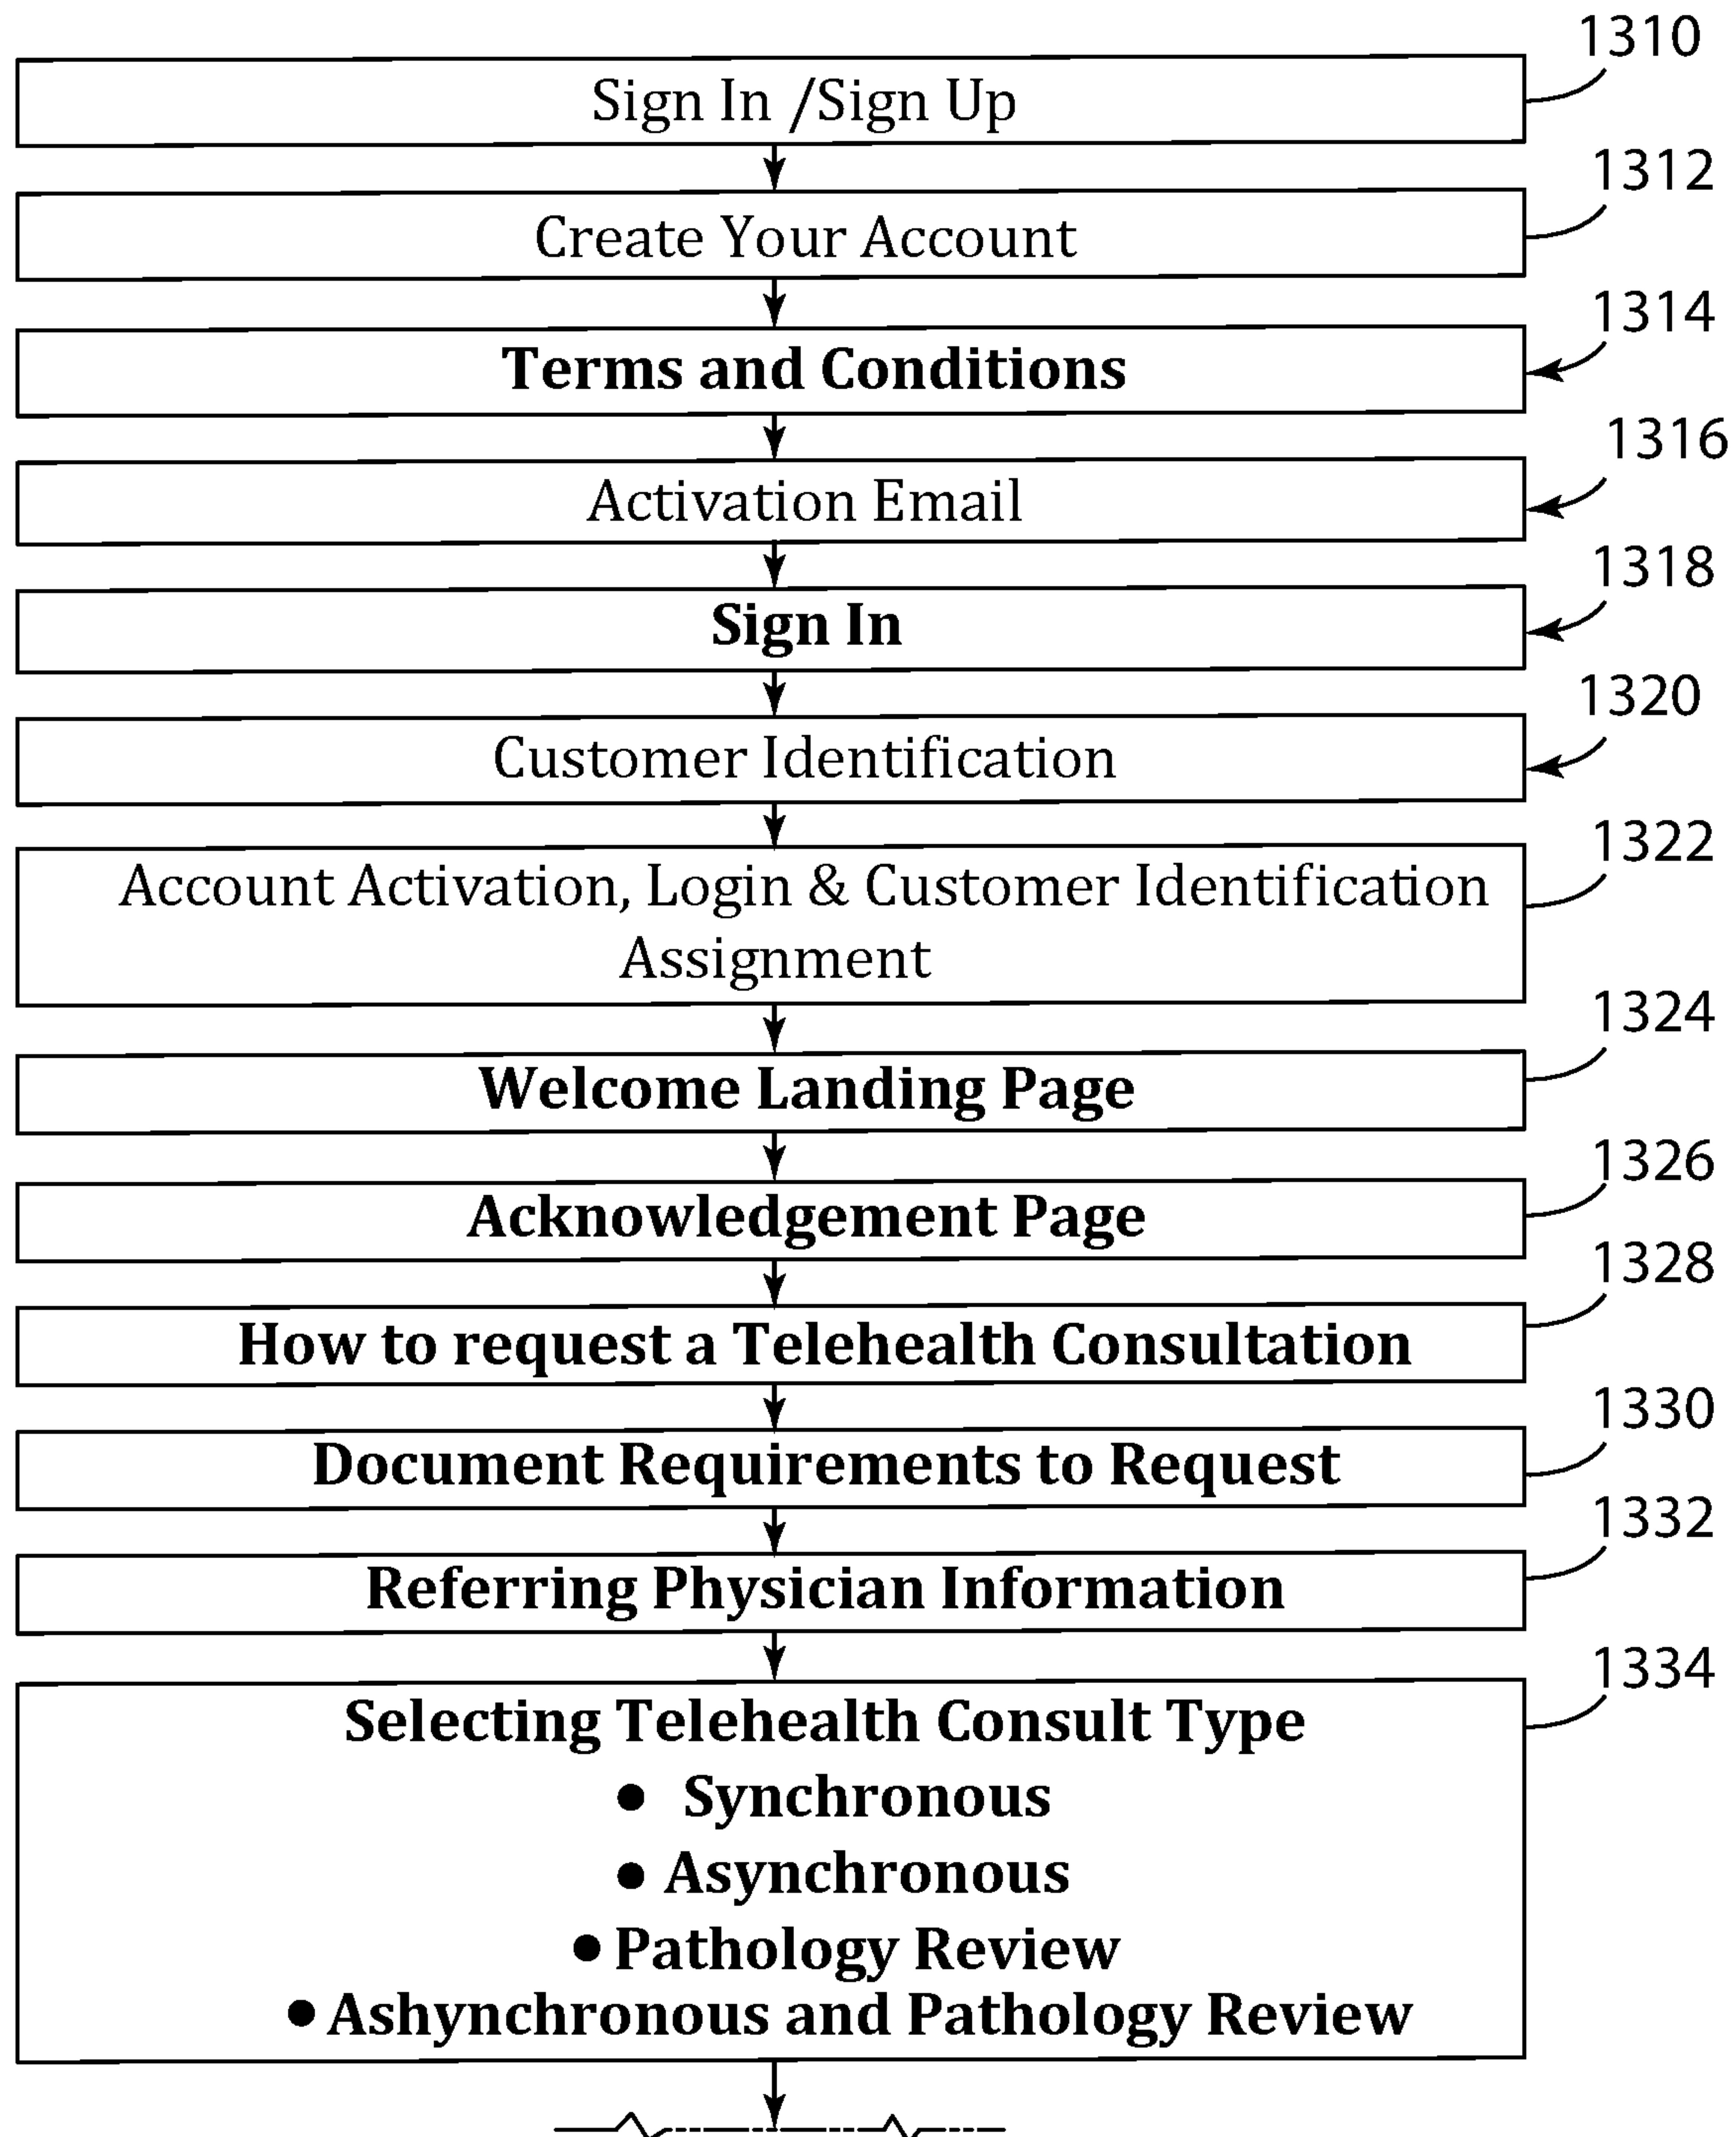 1310
Sign In /Sign Up
1312
Create Your Account
1314
Terms and Conditions
1316
Activation Email
1318
Sign In
1320
Customer Identification
1322
Account Activation, Login & Customer Identification
Assignment
1324
Welcome Landing Page
1326
Acknowledgement Page
1328
How to request a Telehealth Consultation
1330
Document Requirements to Request
1332
Referring Physician Information
1334
Selecting Telehealth Consult Type
● Synchronous
● Asynchronous
● Pathology Review
● Ashynchronous and Pathology Review